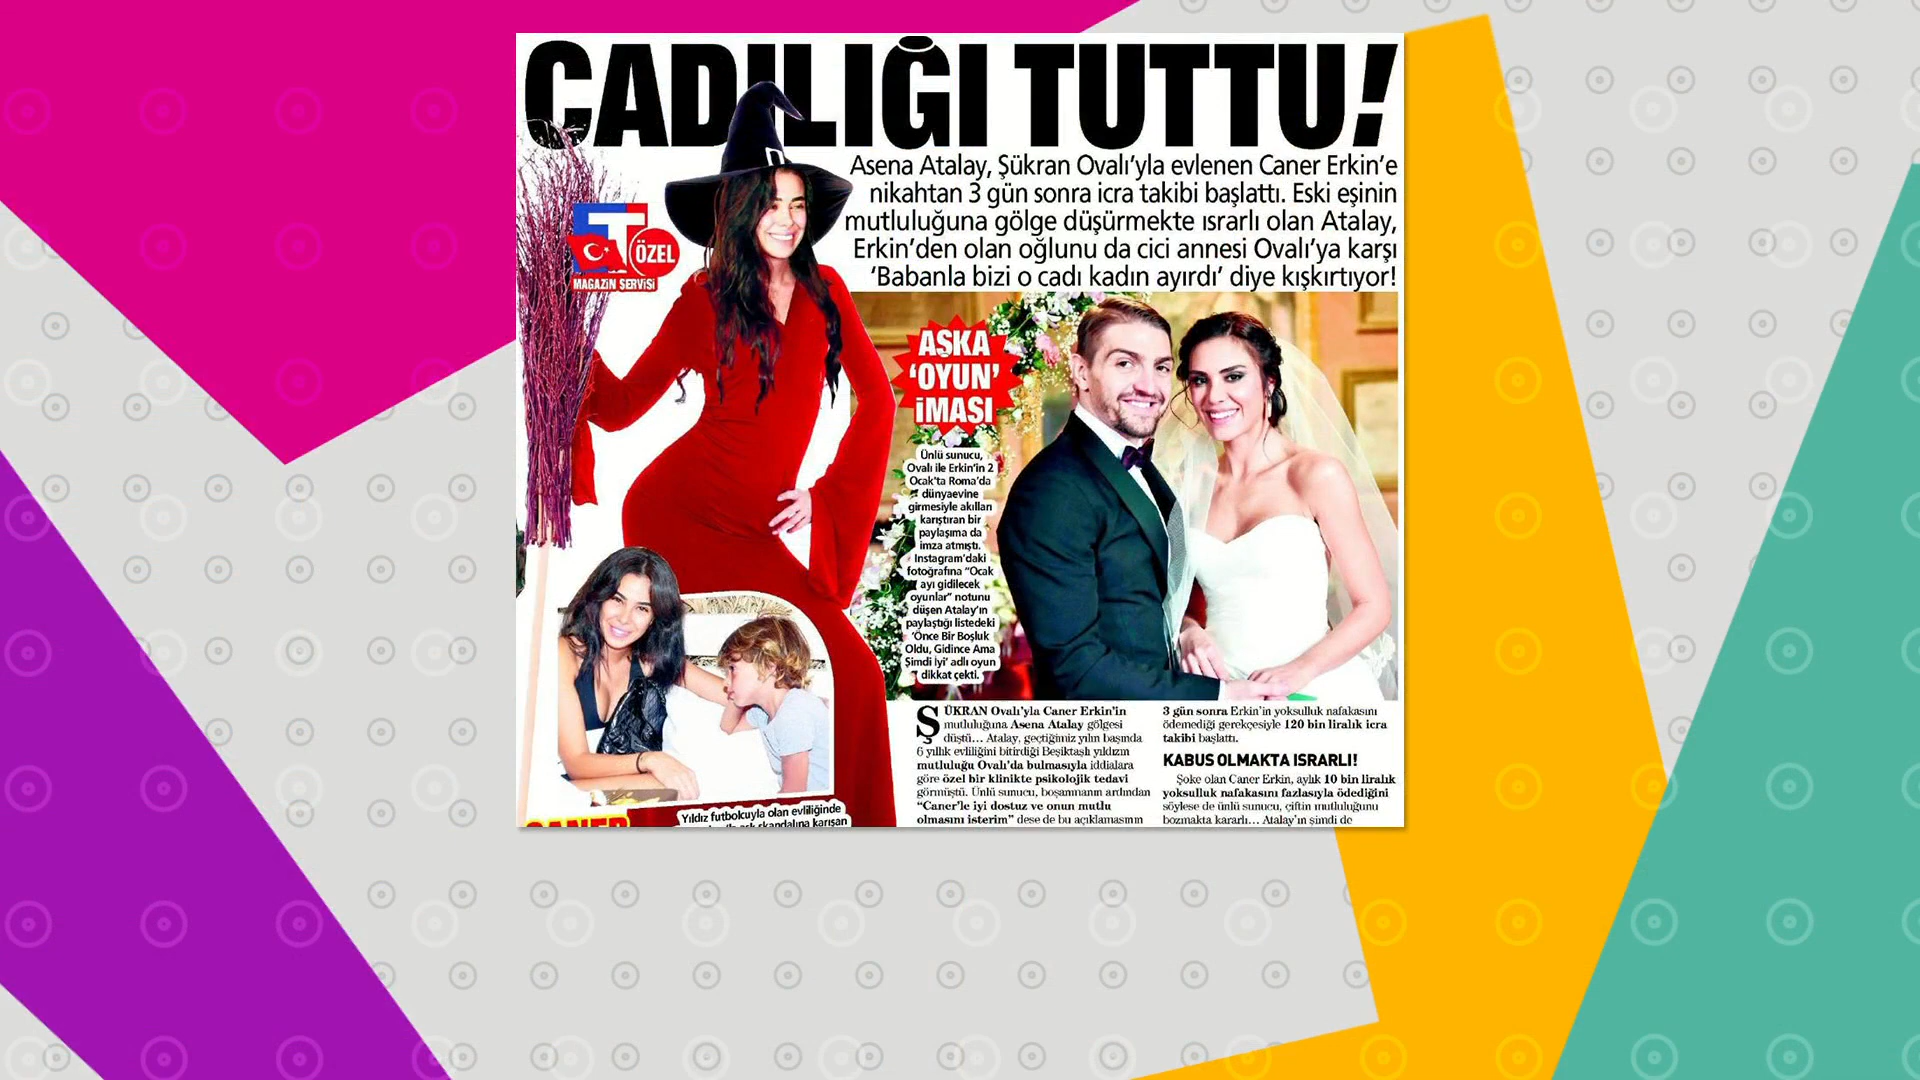 CADILIĞI TUTTU!
Asena Atalay, Şükran Ovalı’yla evlenen Caner Erkin’e
nikahtan 3 gün sonra icra takibi başlattı. Eski eşinin
mutluluğuna gölge düşürmekte ısrarlı olan Atalay,
Erkin’den olan oğlunu da cici annesi Ovalı’ya karşı
‘Babanla bizi o cadı kadın ayırdı’ diye kışkırtıyor!
T
ÖZEL
MAGAZİN SERVİSİ
AŞKA
‘OYUN’
İMASI
Ünlü sunucu,
Ovalı ile Erkin’in 2
Ocak’ta Roma’da
dünyaevine
girmesiyle akılları
karıştıran bir
paylaşıma da
imza atmıştı.
Instagram’daki
fotoğrafına “Ocak
ayı gidilecek
oyunlar” notunu
düşen Atalay’ın
paylaştığı listedeki
‘Önce Bir Boşluk
Oldu, Gidince Ama
Şimdi İyi’ adlı oyun
dikkat çekti.
ŞÜKRAN Ovalı’yla Caner Erkin’in
mutluluğuna Asena Atalay gölgesi
düştü... Atalay, geçtiğimiz yılın başında
6 yıllık evliliğini bitirdiği Beşiktaşlı yıldızın
mutluluğu Ovalı’da bulmasıyla iddialara
göre özel bir klinikte psikolojik tedavi
görmüştü. Ünlü sunucu, boşanmanın ardından
“Caner’le iyi dostuz ve onun mutlu
olmasını isterim” dese de bu açıklamasının
3 gün sonra Erkin’in yoksulluk nafakasını
ödemediği gerekçesiyle 120 bin liralık icra
takibi başlattı.
KABUS OLMAKTA ISRARLI!
Şoke olan Caner Erkin, aylık 10 bin liralık
yoksulluk nafakasını fazlasıyla ödediğini
söylese de ünlü sunucu, çiftin mutluluğunu
bozmakta kararlı... Atalay’ın şimdi de
Yıldız futbolcuyla olan evliliğinde
aşk skandalına karışan
CANER